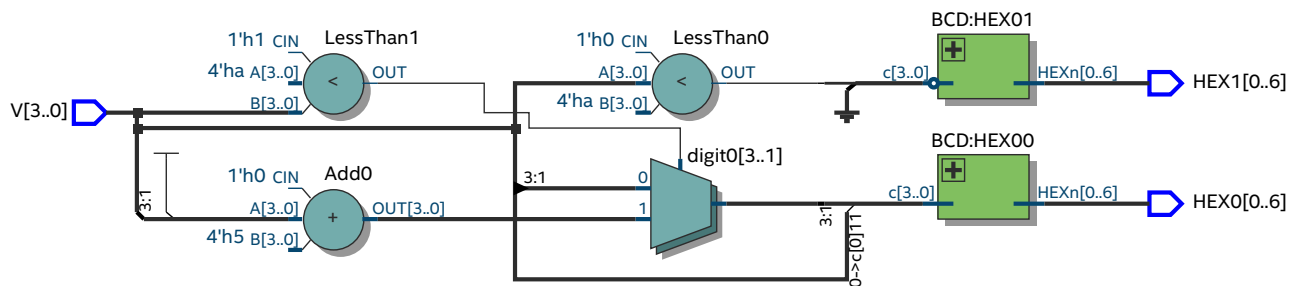 BCD:HEX01
LessThan1
LessThan0
1'h1 CIN
1'h0 CIN
4'ha A[3..0]
<
OUT
A[3..0]
<
OUT
c[3..0]
HEXn[0..6]
HEX1[0..6]
V[3..0]
B[3..0]
4'ha B[3..0]
BCD:HEX00
digit0[3..1]
Add0
1'h0 CIN
3:1
0
3:1
A[3..0]
+
OUT[3..0]
1
3:1
c[3..0]
HEXn[0..6]
HEX0[0..6]
4'h5 B[3..0]
0->c[0]11